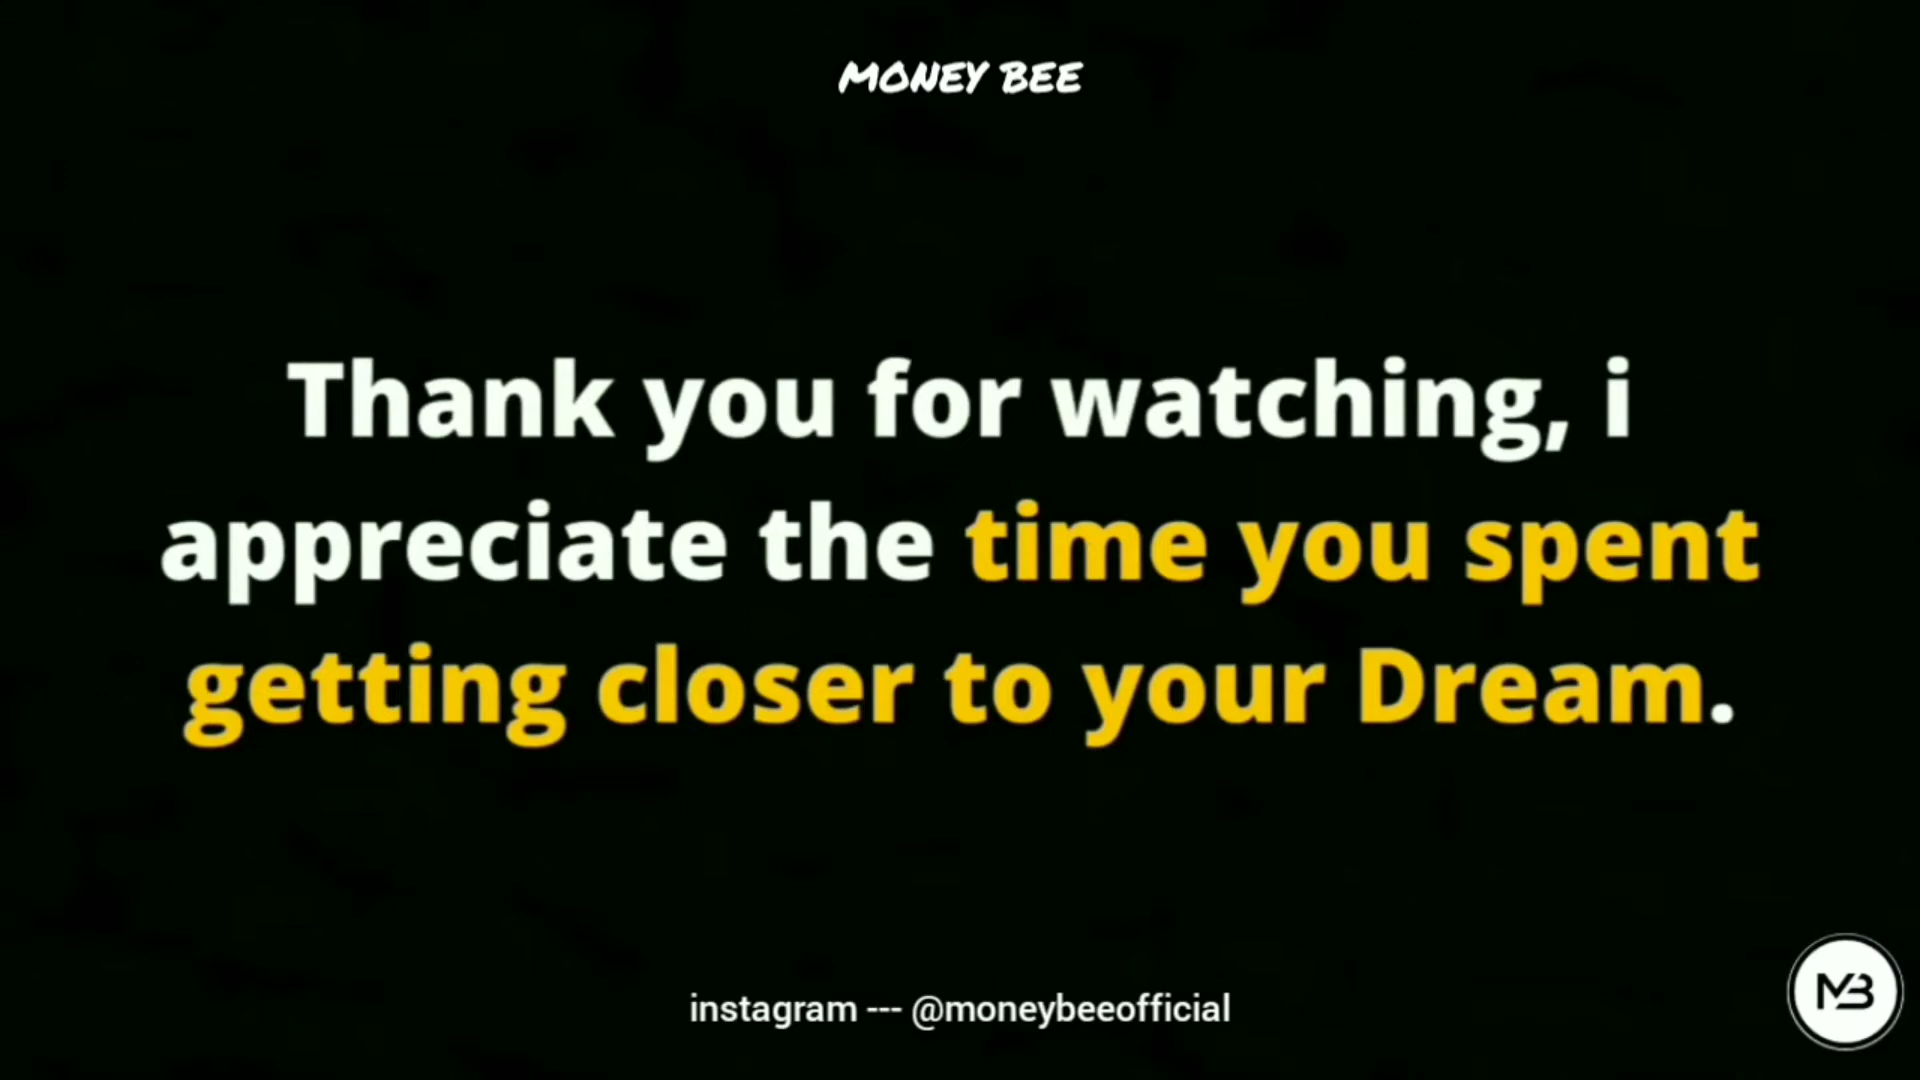 MONEY BEE
Thank you for watching, i
appreciate the time you spent
getting closer to your Dream.
instagram --- @moneybeeofficial
MB